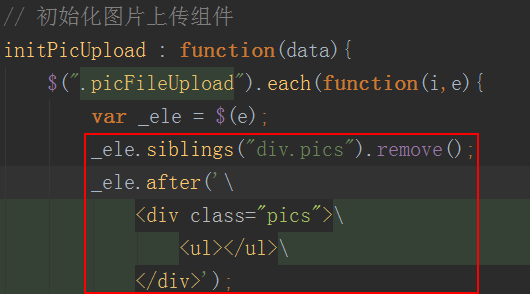 // 初始化图片上传组件
initPicUpload : function(data){
$(".picFileUpload").each(function(i,e){
var _ele = $(e);
_ele.siblings("div.pics").remove();
_ele.after('\
<div class="pics">\
<ul></ul>\
</div>');